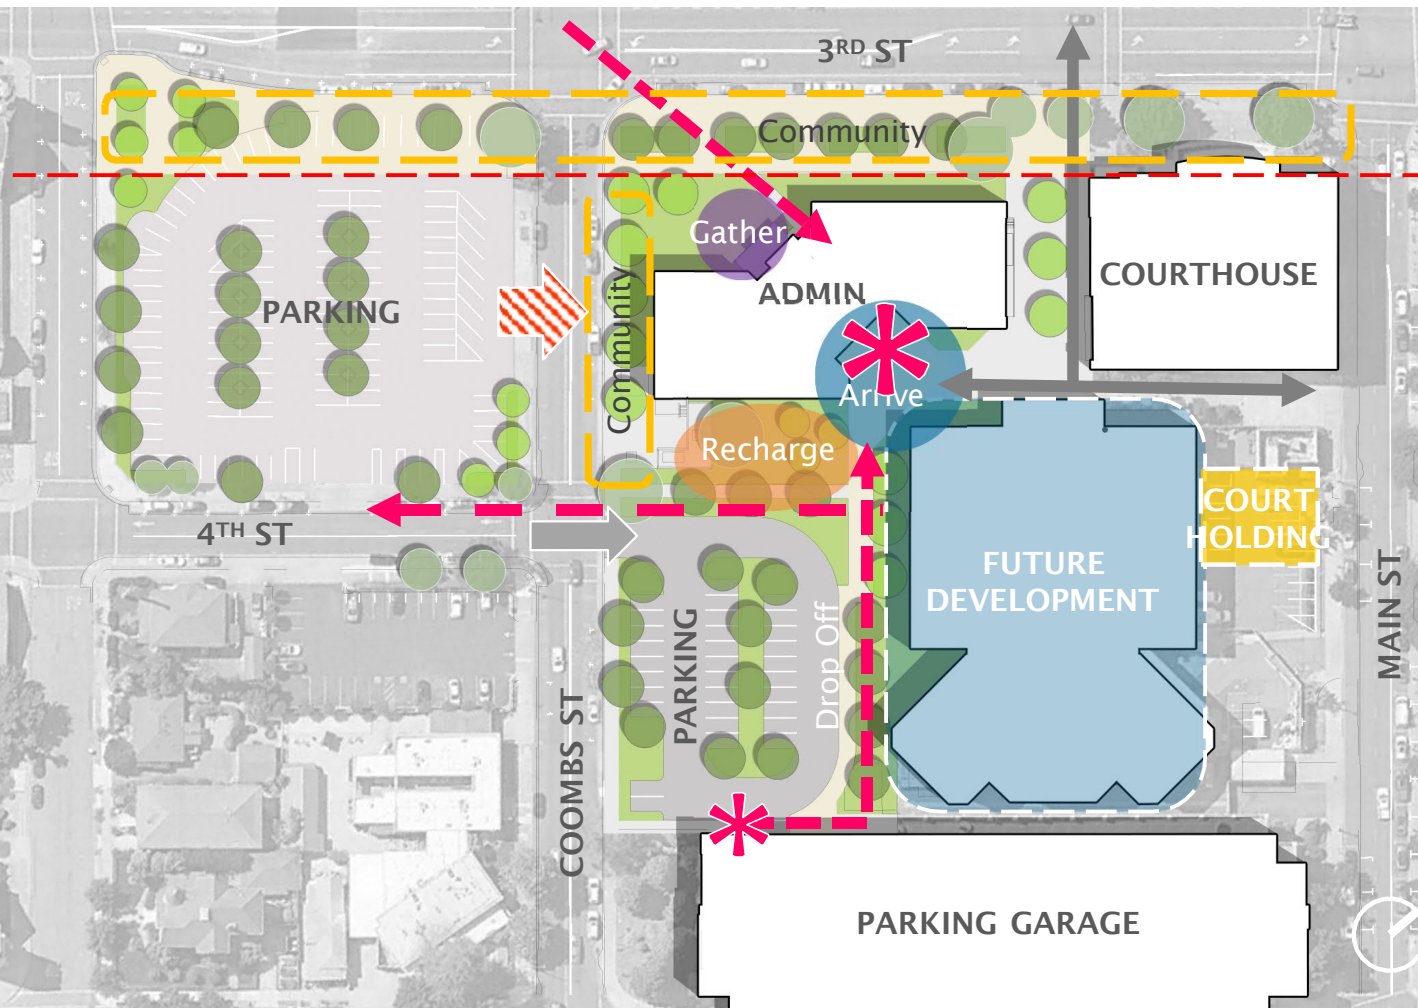 3RD ST
Community
Gather
ADMIN
COURTHOUSE
PARKING
Community
Arrive
Recharge
4TH ST
COURT
HOLDING
FUTURE
DEVELOPMENT
PARKING
Drop Off
MAIN ST
COOMBS ST
PARKING GARAGE